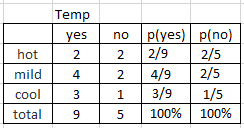 Temp
yes no p(yes) p(no)
hot 2 2 2/9 2/5
mild 4 2 4/9 2/5
cool 3 1 3/9 1/5
total 9 5 100% 100%